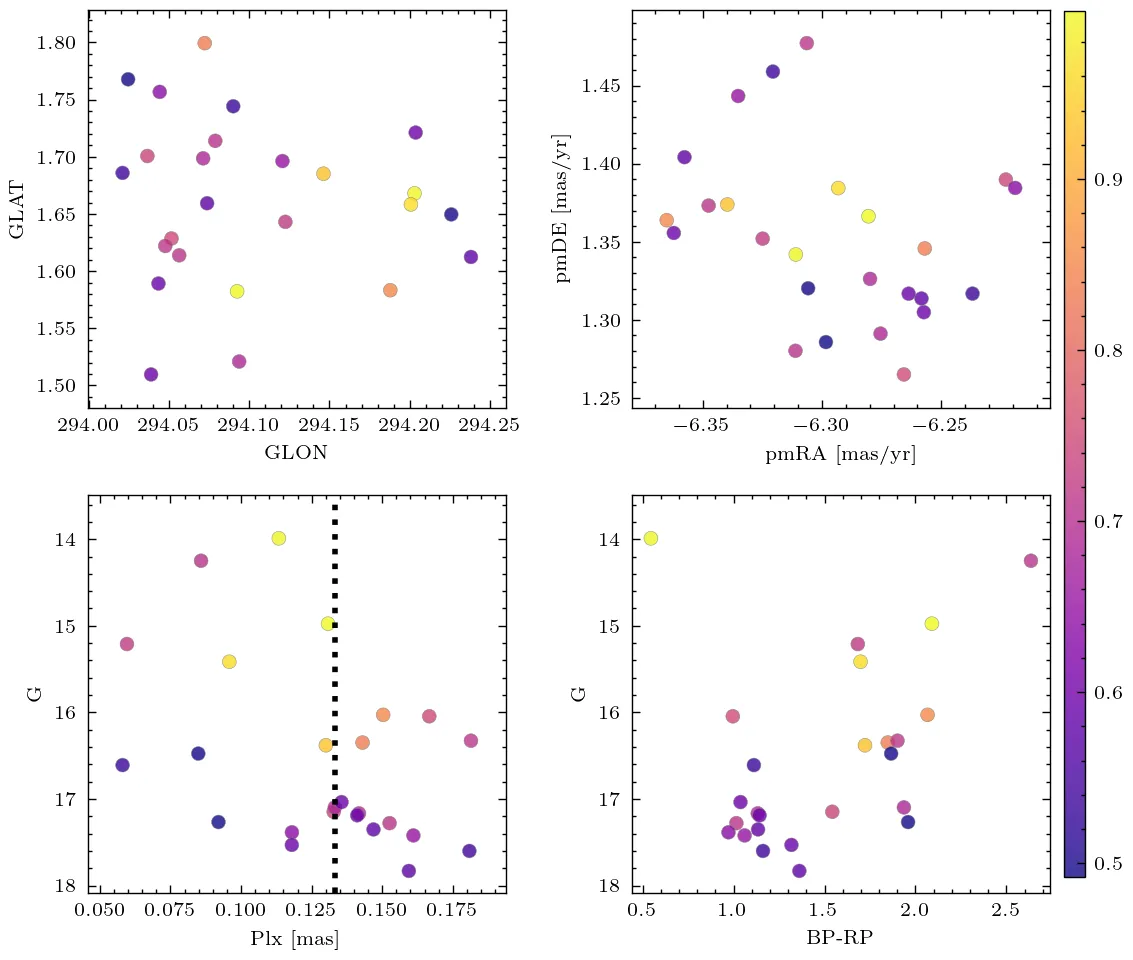 1.80
1.75
1.70
1.65
1.60
1.55
1.50
GLAT
294.00 294.05 294.10 294.15 294.20 294.25
GLON
1.45
1.40
1.35
1.30
1.25
pmDE [mas/yr]
−6.35 −6.30 −6.25
pmRA [mas/yr]
14
15
16
17
18
G
0.050 0.075 0.100 0.125 0.150 0.175
Plx [mas]
14
15
16
17
18
G
0.5 1.0 1.5 2.0 2.5
BP-RP
0.9
0.8
0.7
0.6
0.5